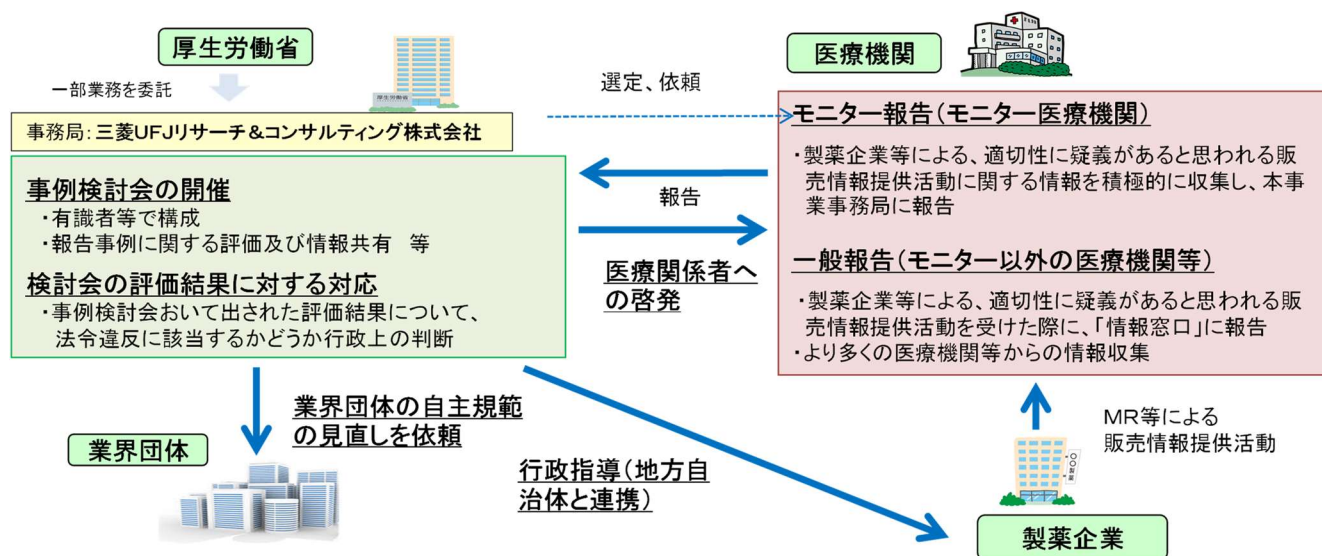 厚生労働省
一部業務を委託
厚生労働省
事務局：三菱UFJリサーチ＆コンサルティング株式会社
事例検討会の開催
・有識者等で構成
・報告事例に関する評価及び情報共有　等
検討会の評価結果に対する対応
・事例検討会おいて出された評価結果について、
法令違反に該当するかどうか行政上の判断
選定、依頼
報告
医療関係者へ
の啓発
医療機関
モニター報告（モニター医療機関）
・製薬企業等による、適切性に疑義があると思われる販
売情報提供活動に関する情報を積極的に収集し、本事
業事務局に報告
一般報告（モニター以外の医療機関等）
・製薬企業等による、適切性に疑義があると思われる販
売情報提供活動を受けた際に、「情報窓口」に報告
・より多くの医療機関等からの情報収集
業界団体の自主規範
の見直しを依頼
業界団体
行政指導（地方自
治体と連携）
MR等による
販売情報提供活動
製薬企業